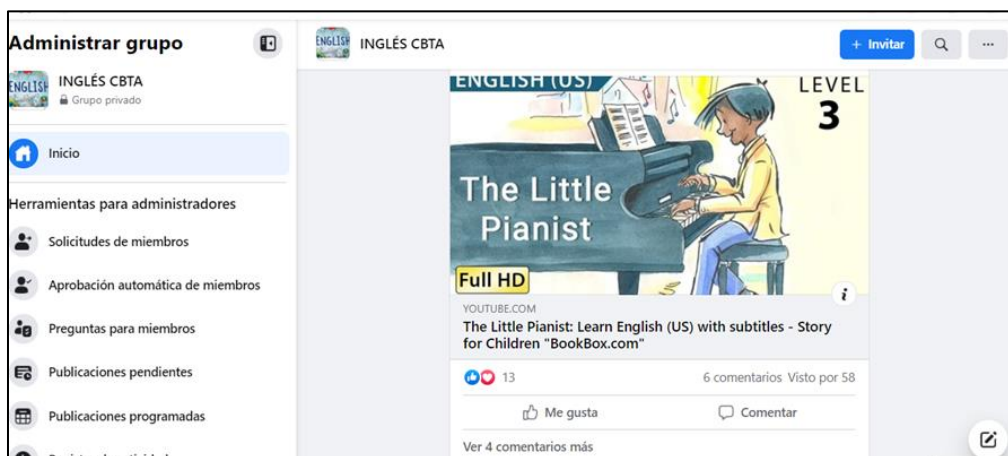 Administrar grupo
ENGLISH
INGLÉS CBTA
Grupo privado
Inicio
Herramientas para administradores
Solicitudes de miembros
Aprobación automática de miembros
Preguntas para miembros
Publicaciones pendientes
Publicaciones programadas
ENGLISH
INGLÉS CBTA
+ Invitar
ENGLISH (US)
LEVEL
3
The Little
Pianist
Full HD
YOUTUBE.COM
The Little Pianist: Learn English (US) with subtitles - Story
for Children "BookBox.com"
13
6 comentarios Visto por 58
Me gusta
Comentar
Ver 4 comentarios más